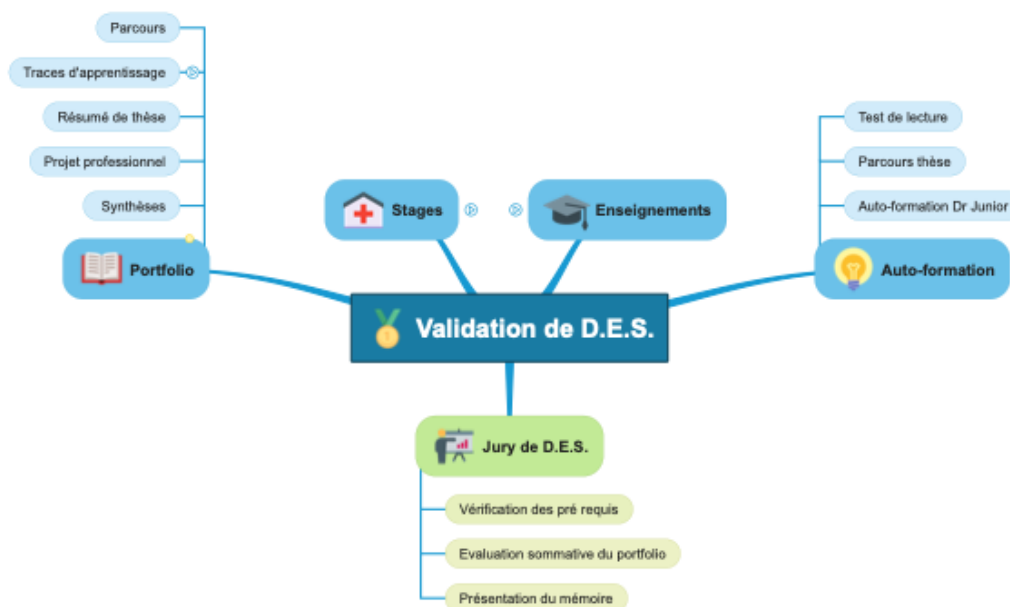 Parcours
Traces d'apprentissage
Résumé de thèse
Projet professionnel
Synthèses
Portfolio
Stages
Enseignements
Test de lecture
Parcours thèse
Auto-formation Dr Junior
Auto-formation
Validation de D.E.S.
Jury de D.E.S.
Vérification des pré requis
Evaluation sommative du portfolio
Présentation du mémoire